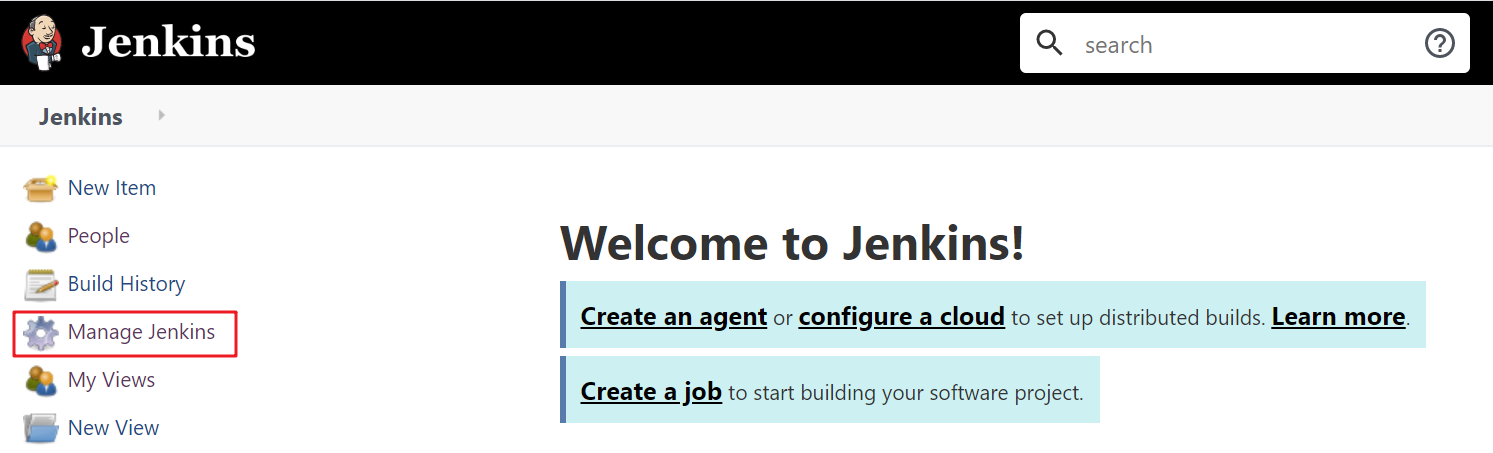 Jenkins
search
Jenkins
New Item
People
Build History
Manage Jenkins
My Views
New View
Welcome to Jenkins!
Create an agent or configure a cloud to set up distributed builds. Learn more.
Create a job to start building your software project.